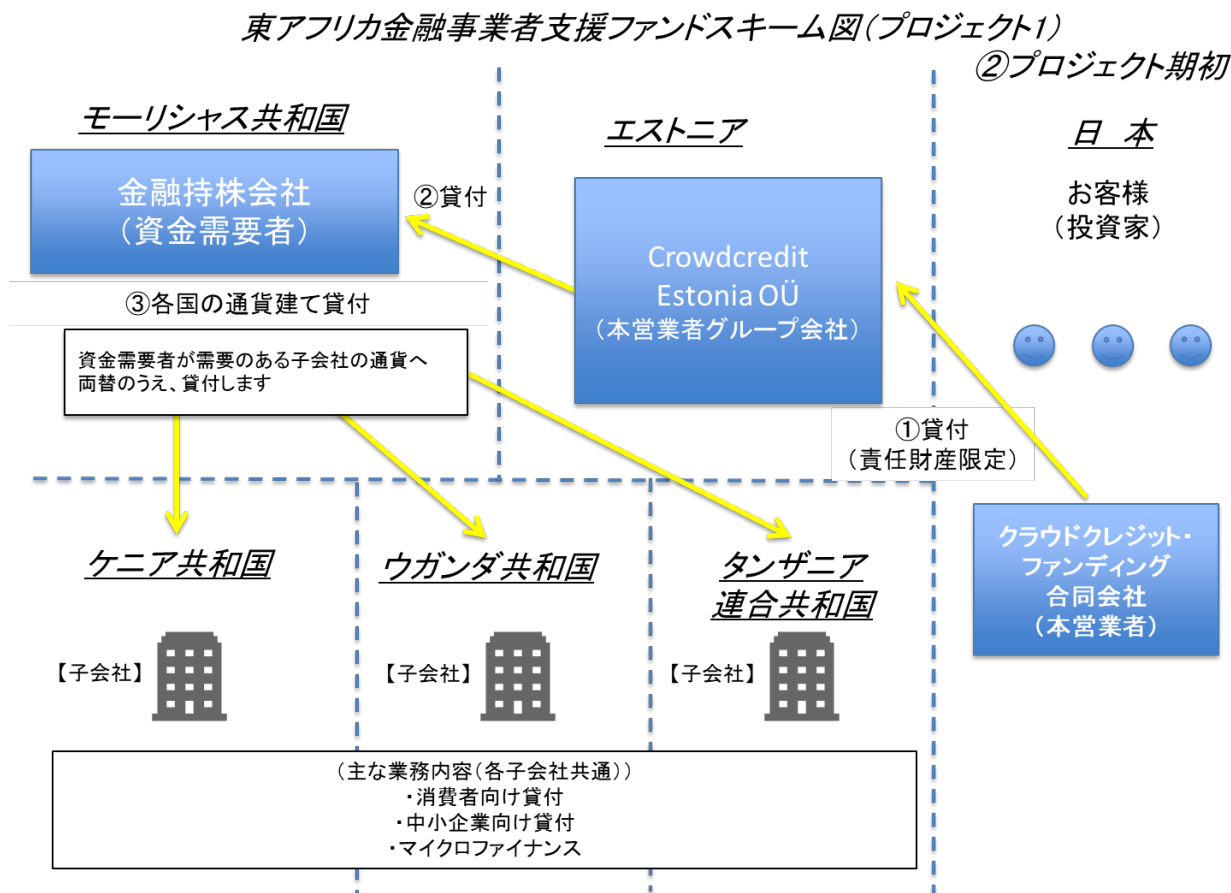 東アフリカ金融事業者支援ファンドスキーム図(プロジェクト1)
②プロジェクト期初
モーリシャス共和国
エストニア
日 本
金融持株会社
(資金需要者)
②貸付
Crowdcredit
Estonia OÜ
(本営業者グループ会社)
お客様
(投資家)
③各国の通貨建て貸付
資金需要者が需要のある子会社の通貨へ
両替のうえ、貸付します
①貸付
(責任財産限定)
クラウドクレジット・
ファンディング
合同会社
(本営業者)
ケニア共和国
ウガンダ共和国
タンザニア
連合共和国
【子会社】
【子会社】
【子会社】
(主な業務内容(各子会社共通))
・消費者向け貸付
・中小企業向け貸付
・マイクロファイナンス